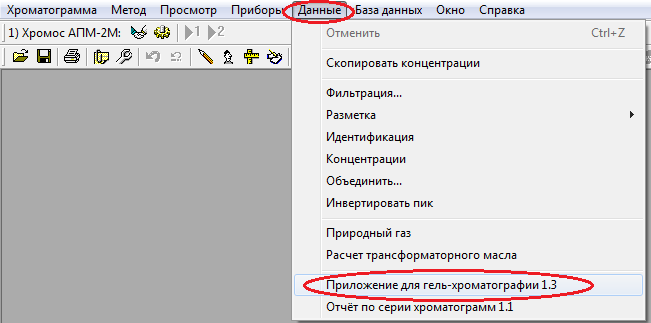 Хроматограмма Метод Просмотр Приборы Данные База данных Окно Справка
1) Хромос АПМ-2М: 1 2
Отменить Ctrl+Z
Скопировать концентрации
Фильтрация...
Разметка
Идентификация
Концентрации
Объединить...
Инвертировать пик
Природный газ
Расчет трансформаторного масла
Приложение для гель-хроматографии 1.3
Отчёт по серии хроматограмм 1.1